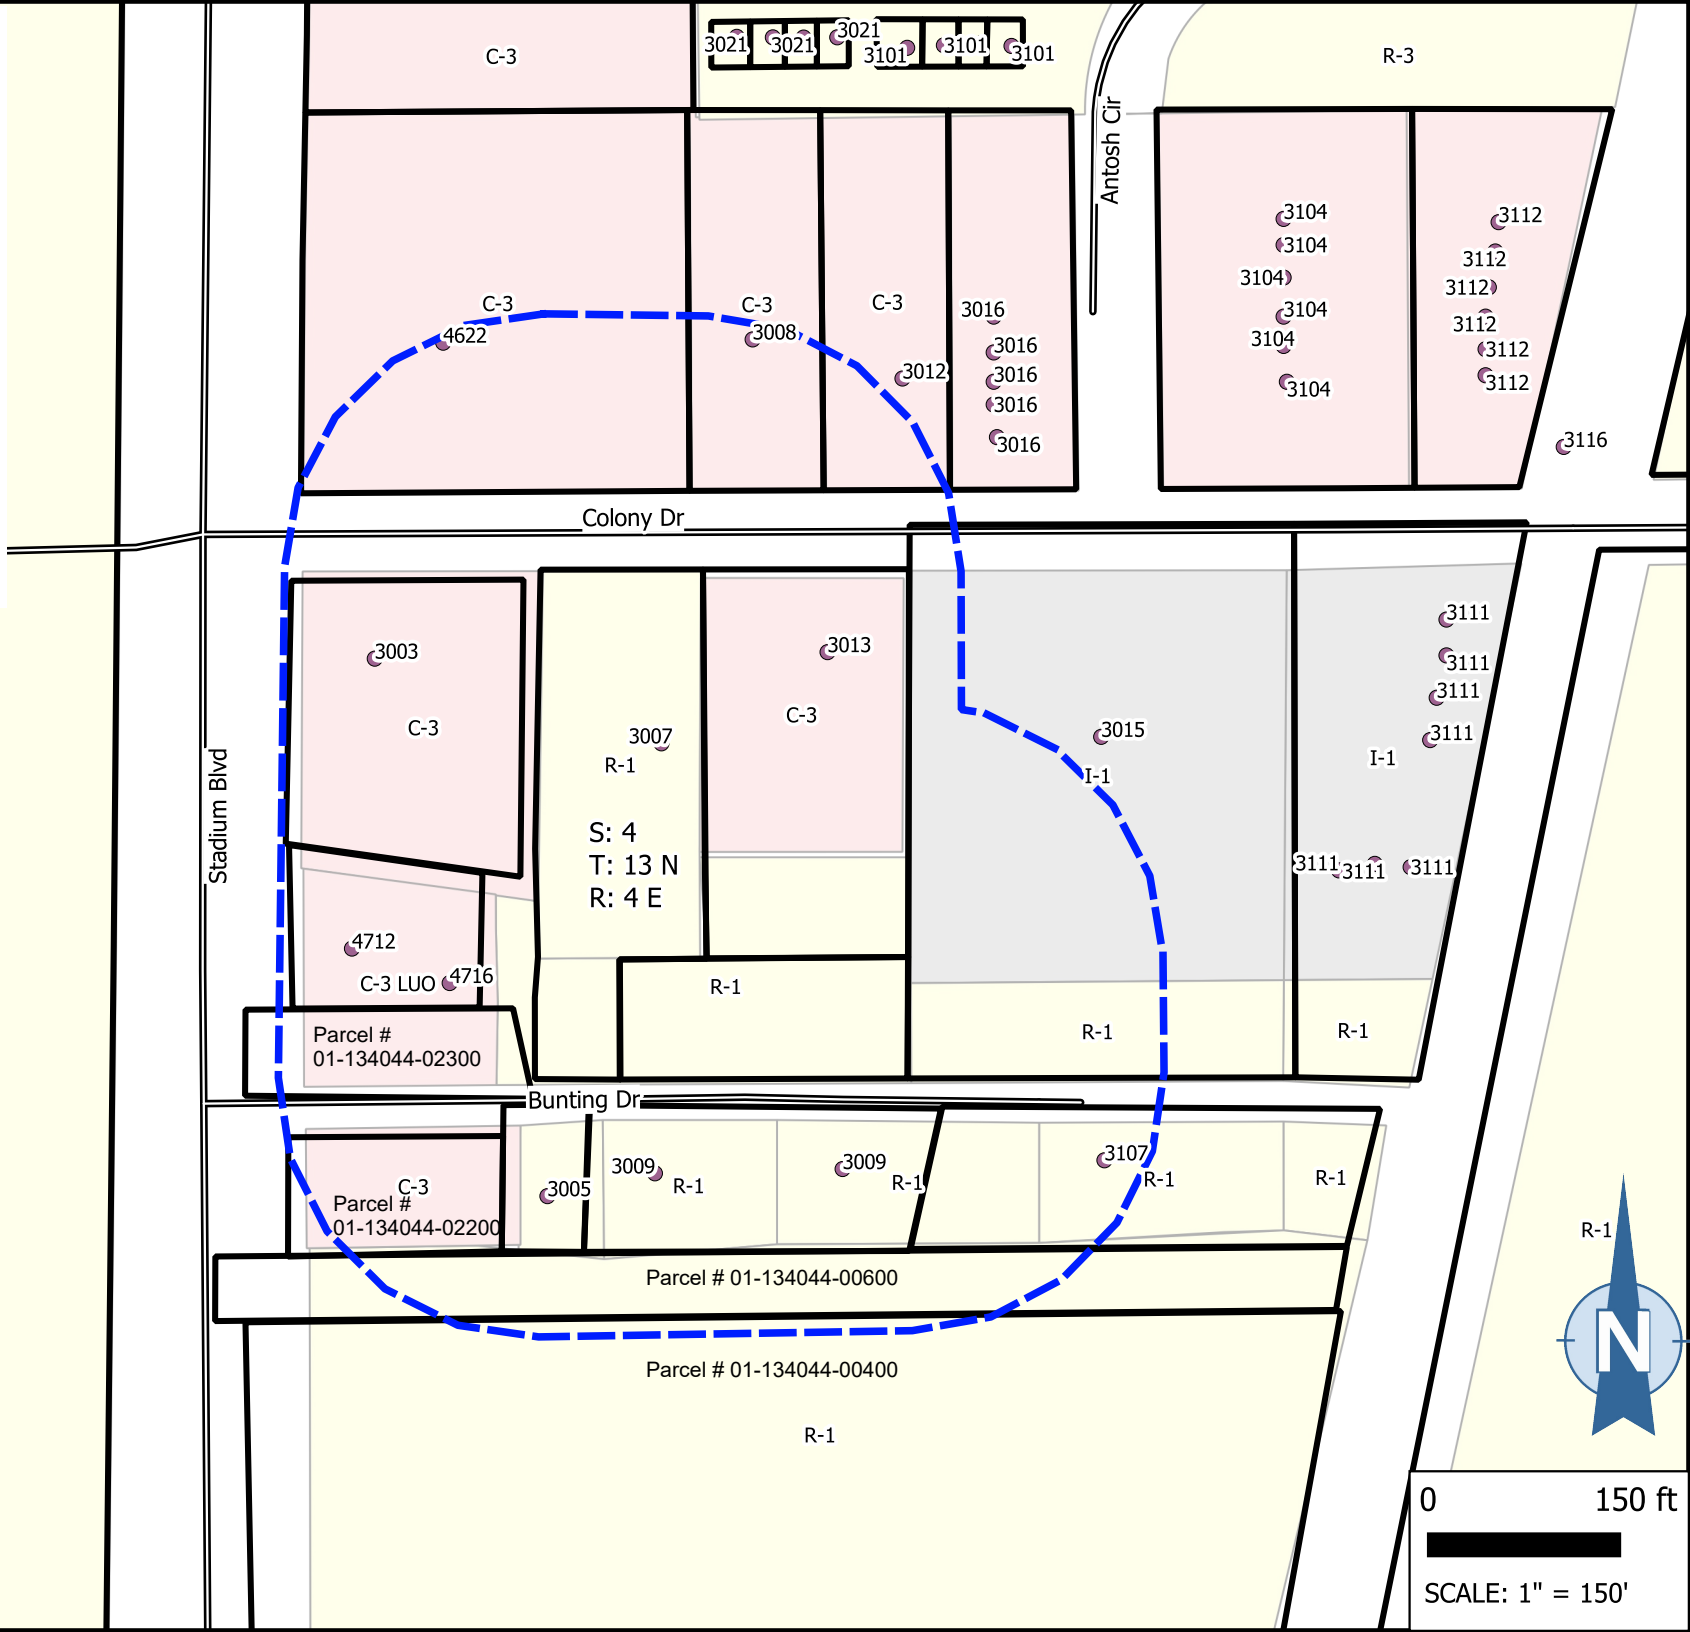 C-3
3021
3021
3021
3101
3101
3101
R-3
Antosh Cir
3104
3104
3104
3104
3104
3104
3112
3112
3112
3112
3112
3112
C-3
4622
C-3
3008
C-3
3012
3016
3016
3016
3016
3016
3116
Colony Dr
3003
C-3
3007
R-1
S: 4
T: 13 N
R: 4 E
3013
C-3
3015
I-1
3111
3111
3111
3111
I-1
3111
3111
3111
Stadium Blvd
4712
4716
C-3 LUO
R-1
R-1
R-1
Parcel #
01-134044-02300
Bunting Dr
C-3
Parcel #
01-134044-02200
3005
3009
R-1
3009
R-1
3107
R-1
R-1
R-1
Parcel # 01-134044-00600
Parcel # 01-134044-00400
R-1
N
0 150 ft
SCALE: 1" = 150'